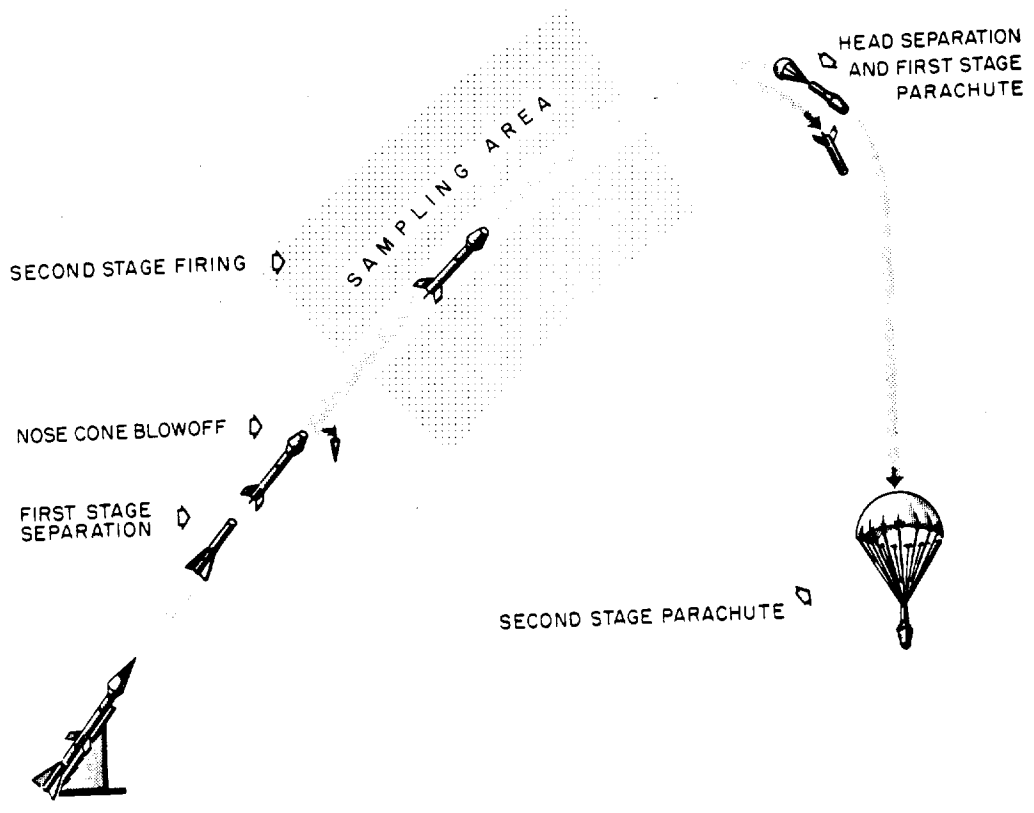 HEAD SEPARATION
AND FIRST STAGE
PARACHUTE
SAMPLING AREA
SECOND STAGE FIRING
NOSE CONE BLOWOFF
FIRST STAGE
SEPARATION
SECOND STAGE PARACHUTE